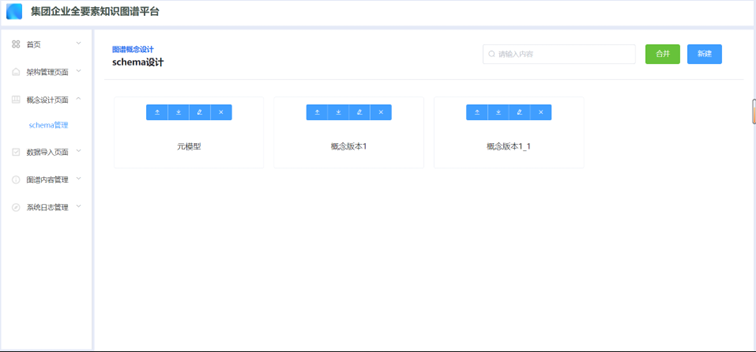 集团企业全要素知识图谱平台
首页
架构管理页面
概念设计页面
schema管理
数据导入页面
图谱内容管理
系统日志管理
图谱概念设计
schema设计
请输入内容
合并
新建
元模型
概念版本1
概念版本1_1